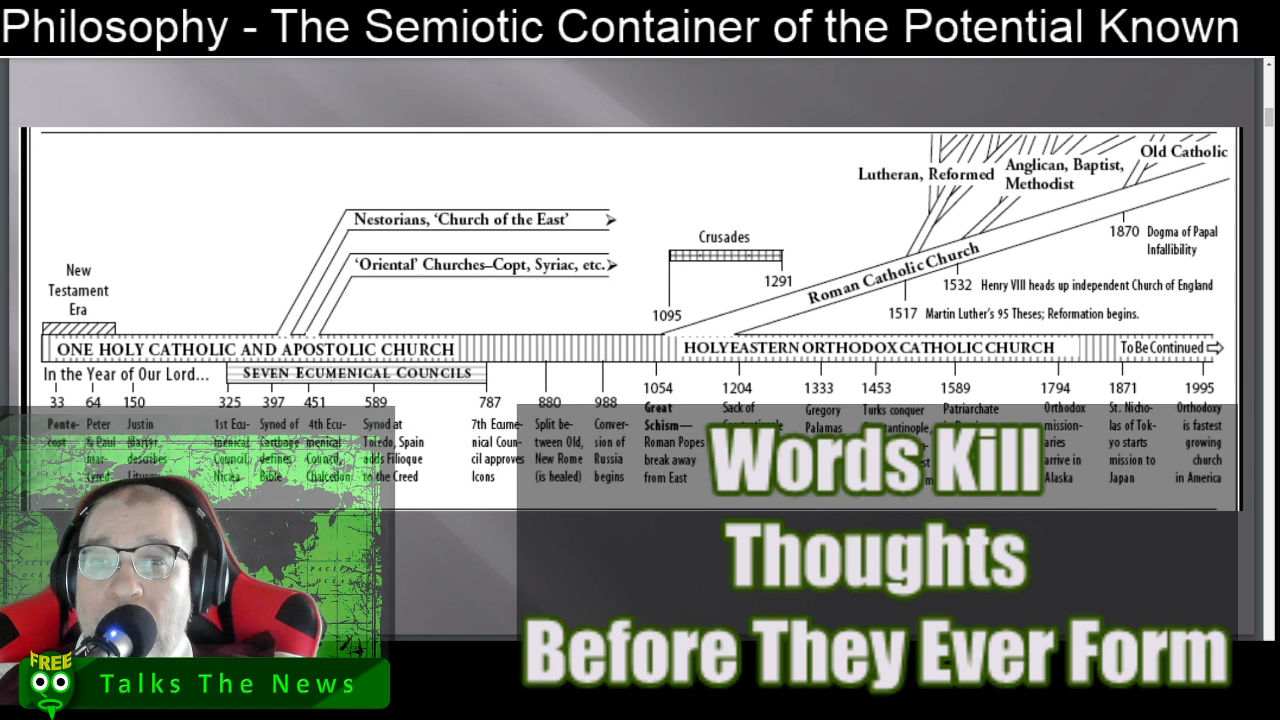 Philosophy - The Semiotic Container of the Potential Known
Old Catholic
Lutheran, Reformed
Anglican, Baptist,
Methodist
Nestorians, ‘Church of the East’
‘Oriental’ Churches–Copt, Syriac, etc.
Crusades
1095
1291
Roman Catholic Church
1870 Dogma of Papal
Infallibility
1532 Henry VIII heads up independent Church of England
1517 Martin Luther's 95 Theses; Reformation begins.
New
Testament
Era
ONE HOLY CATHOLIC AND APOSTOLIC CHURCH
HOLY EASTERN ORTHODOX CATHOLIC CHURCH
To Be Continued
In the Year of Our Lord...
SEVEN ECUMENICAL COUNCILS
33 64 150 325 397 451 589 787 880 988 1054 1204 1333 1453 1589 1794 1871 1995
Pente-
cost
Peter
& Paul
mar-
tyred
Justin
Martyr,
describes
Liturgy
1st Ecu-
menical
Council,
Nicea
Synod of
Carthage
defines
Bible
4th Ecu-
menical
Council,
Chalcedon
Synod at
Toledo, Spain
adds Filioque
to the Creed
7th Ecume-
nical Coun-
cil approves
Icons
Split be-
tween Old,
New Rome
(is healed)
Conver-
sion of
Russia
begins
Great
Schism—
Roman Popes
break away
from East
Sack of
Gregory
Palamas
Turks conquer
Patriarchate
Orthodox
mission-
aries
arrive in
Alaska
St. Nicho-
las of Tok-
yo starts
mission to
Japan
Orthodoxy
is fastest
growing
church
in America
Words Kill
Thoughts
Before They Ever Form
FREE
Talks The News